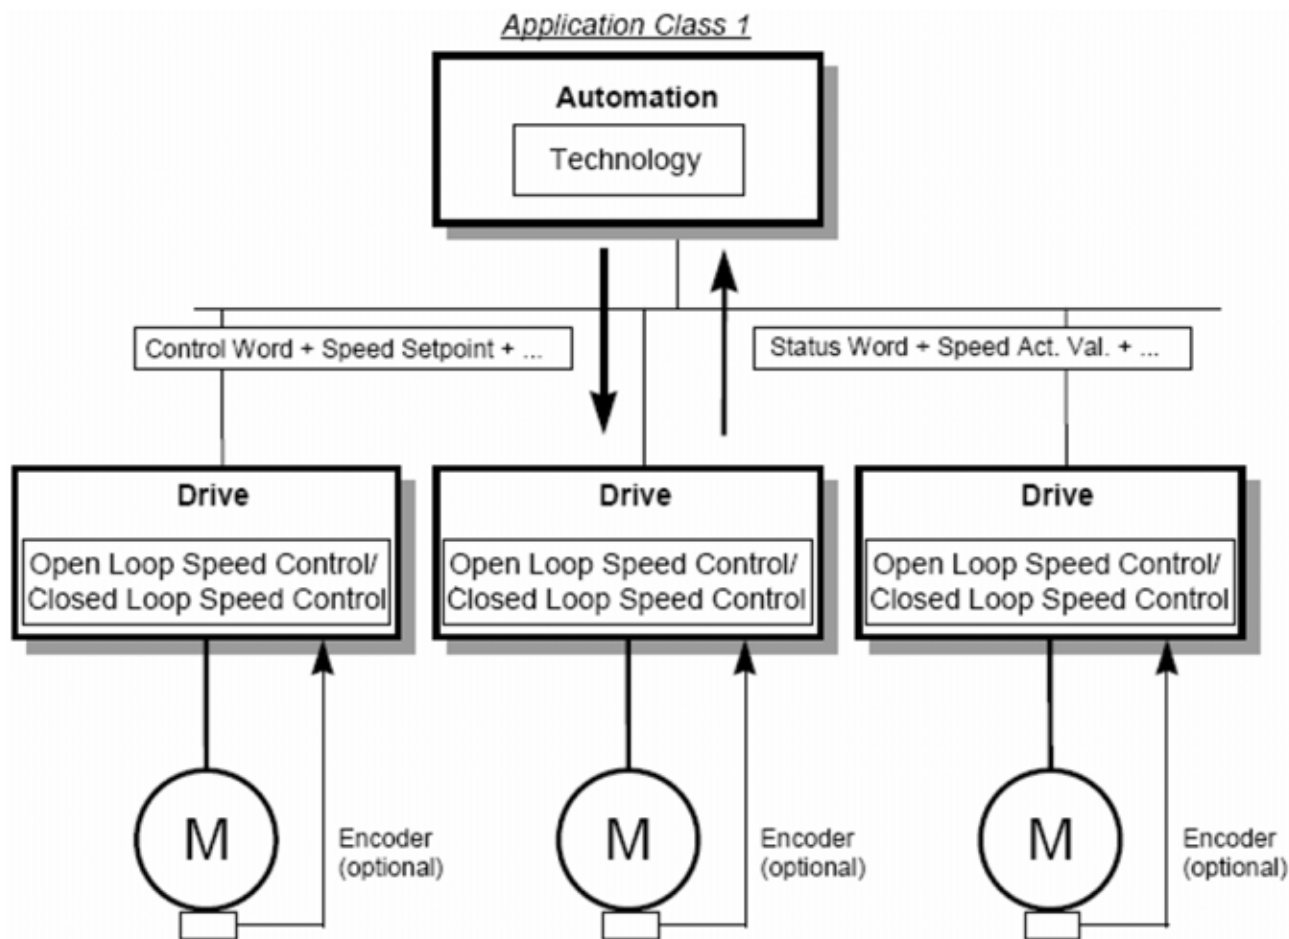 Application Class 1
Automation
Technology
Control Word + Speed Setpoint + ...
Status Word + Speed Act. Val. + ...
Drive
Open Loop Speed Control/
Closed Loop Speed Control
Drive
Open Loop Speed Control/
Closed Loop Speed Control
Drive
Open Loop Speed Control/
Closed Loop Speed Control
M
Encoder
(optional)
M
Encoder
(optional)
M
Encoder
(optional)